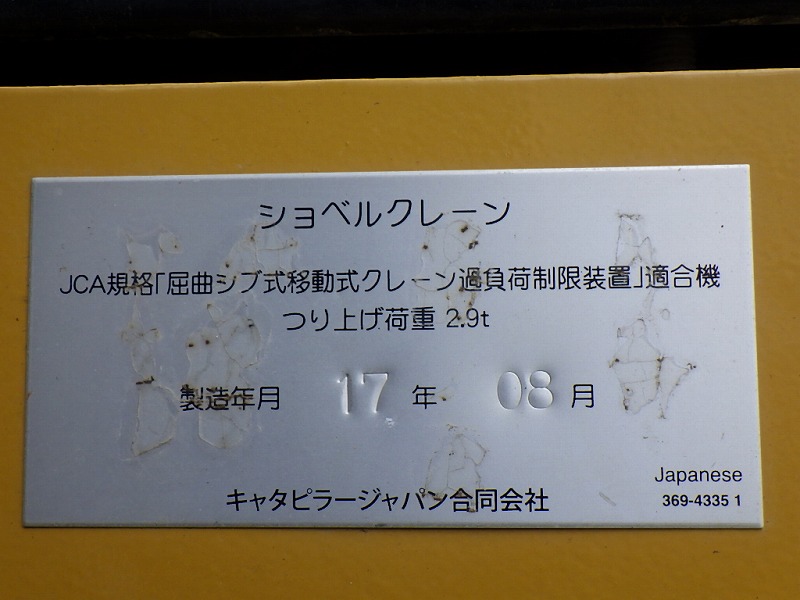 ショベルクレーン
JCA規格「屈曲ジブ式移動式クレーン過負荷制限装置」適合機
つり上げ荷重 2.9t
製造年月 17 年 08 月
キャタピラージャパン合同会社
Japanese
369-4335 1